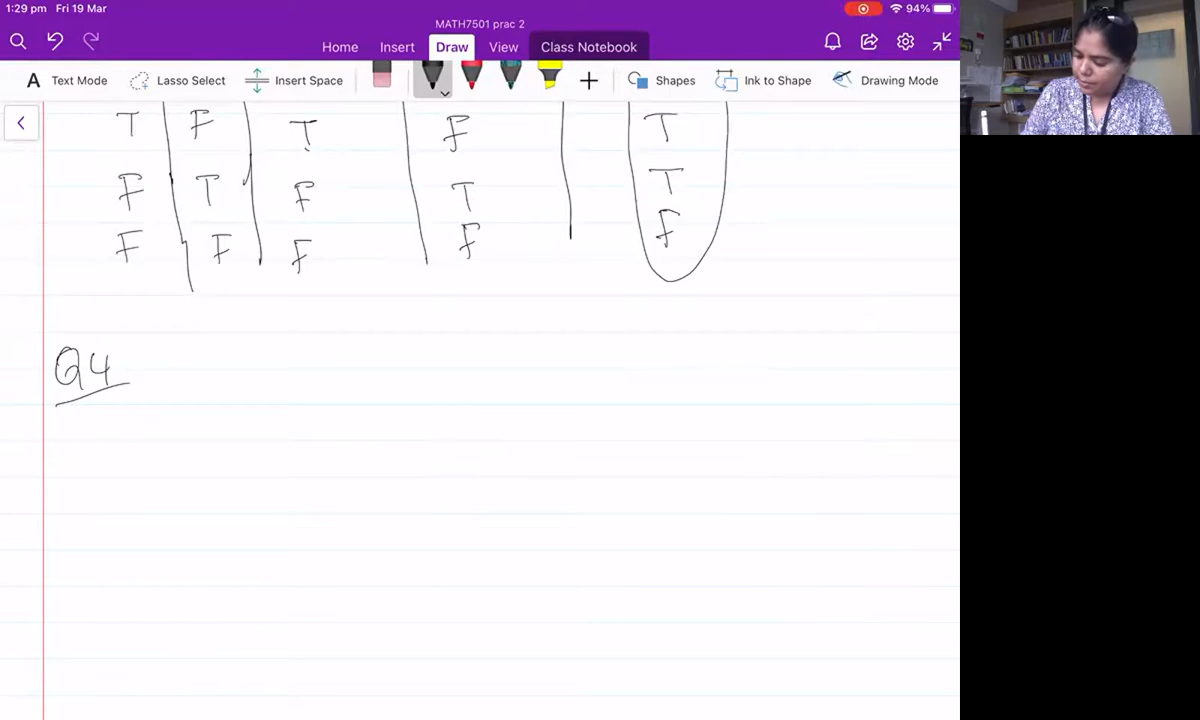 1:29 pm Fri 19 Mar
94%
MATH7501 prac 2
Home Insert Draw View Class Notebook
A Text Mode Lasso Select Insert Space Shapes Ink to Shape Drawing Mode
T F T F T
F T F T T
F F F F F
Q4